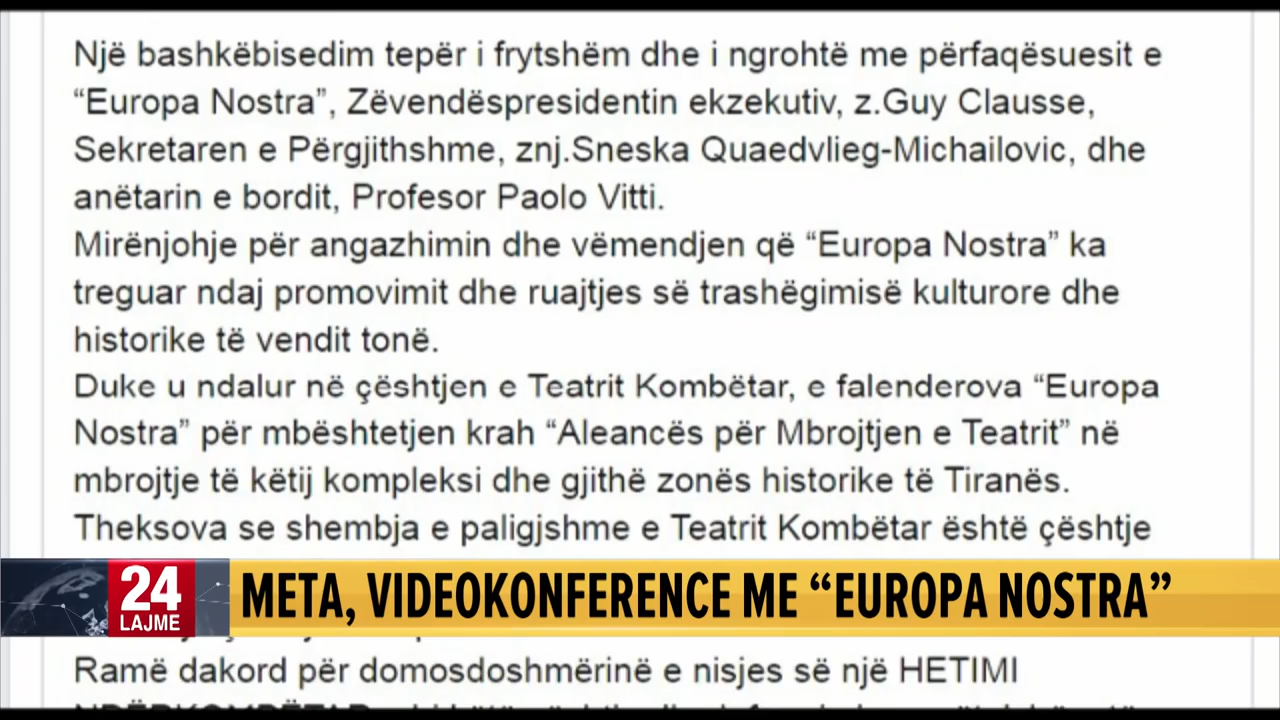 Një bashkëbisedim tepër i frytshëm dhe i ngrohtë me përfaqësuesit e
“Europa Nostra”, Zëvendëspresidentin ekzekutiv, z.Guy Clausse,
Sekretaren e Përgjithshme, znj.Sneska Quaedvlieg-Michailovic, dhe
anëtarin e bordit, Profesor Paolo Vitti.
Mirënjohje për angazhimin dhe vëmendjen që “Europa Nostra” ka
treguar ndaj promovimit dhe ruajtjes së trashëgimisë kulturore dhe
historike të vendit tonë.
Duke u ndalur në çështjen e Teatrit Kombëtar, e falenderova “Europa
Nostra” për mbështetjen krah “Aleancës për Mbrojtjen e Teatrit” në
mbrojtje të këtij kompleksi dhe gjithë zonës historike të Tiranës.
Theksova se shembja e paligjshme e Teatrit Kombëtar është çështje
24
LAJME
META, VIDEOKONFERENCE ME “EUROPA NOSTRA”
Ramë dakord për domosdoshmërinë e nisjes së një HETIMI